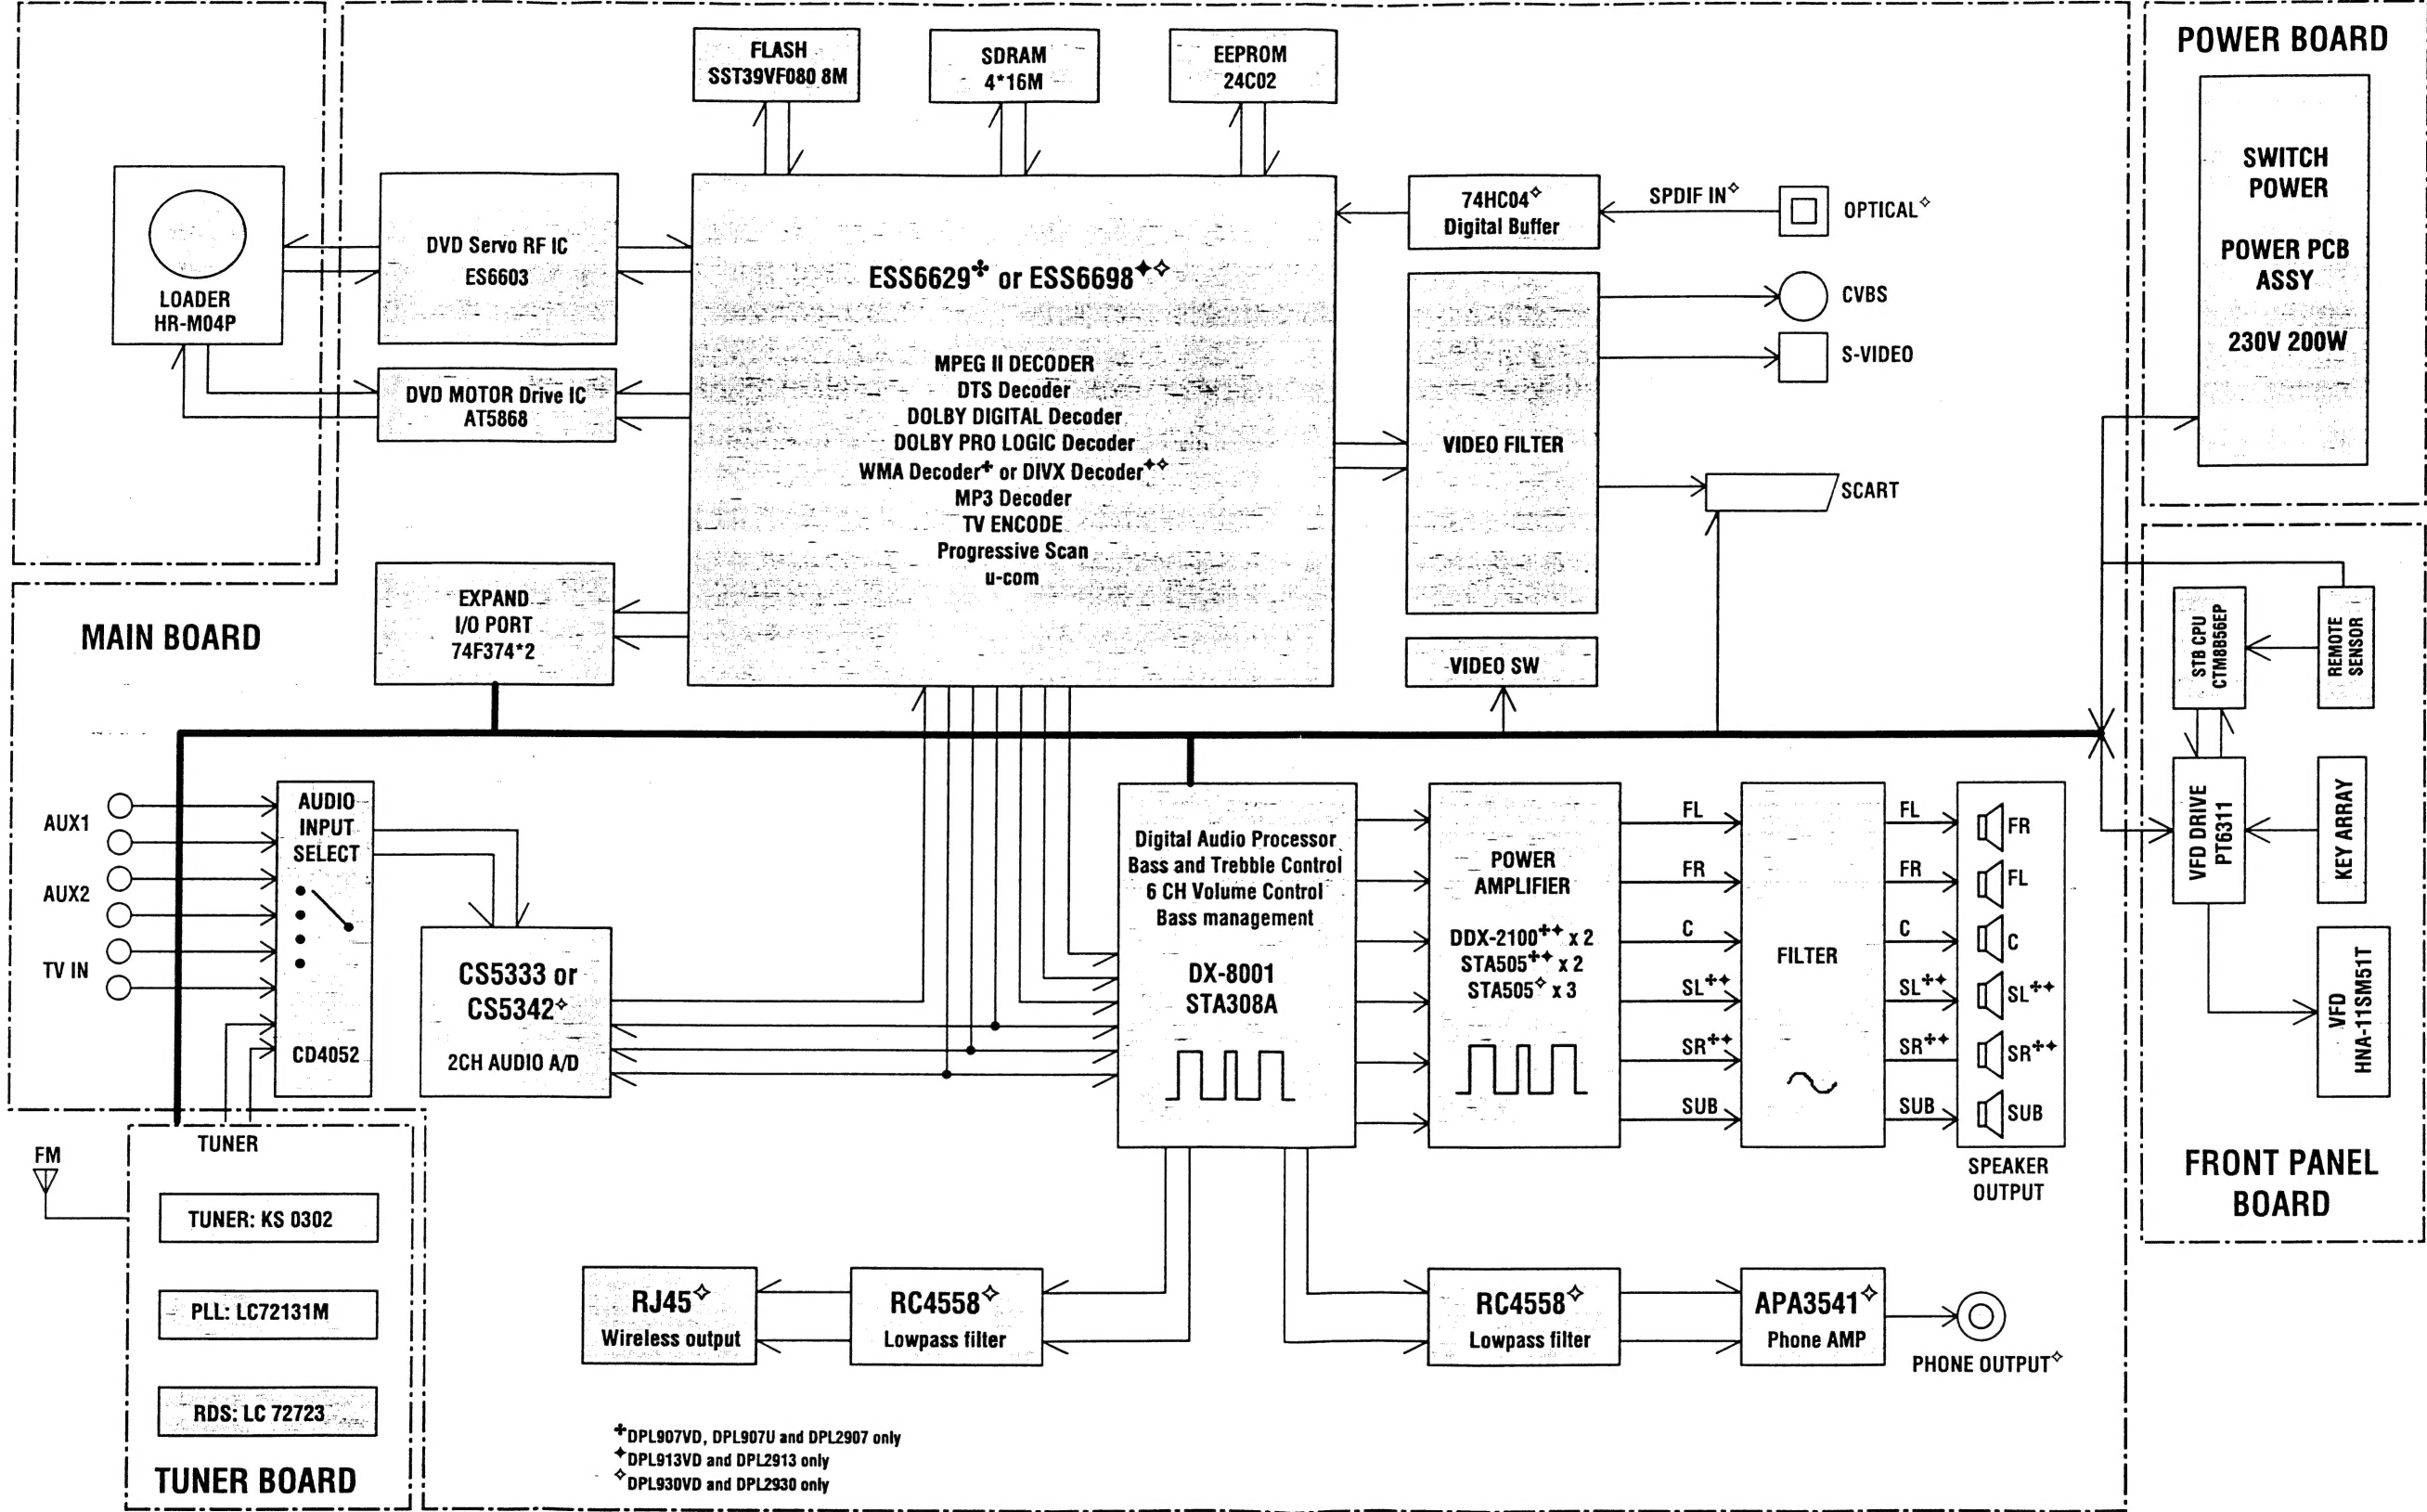 FLASH
SST39VF080 8M
SDRAM
4*16M
EEPROM
24C02
POWER BOARD
SWITCH
POWER
POWER PCB
ASSY
230V 200W
LOADER
HR-M04P
DVD Servo RF IC
ES6603
DVD MOTOR Drive IC
AT5868
ESS6629✤ or ESS6698✦✧
MPEG II DECODER
DTS Decoder
DOLBY DIGITAL Decoder
DOLBY PRO LOGIC Decoder
WMA Decoder✤ or DIVX Decoder✦✧
MP3 Decoder
TV ENCODE
Progressive Scan
u-com
74HC04✧
Digital Buffer
SPDIF IN✧
OPTICAL✧
CVBS
S-VIDEO
VIDEO FILTER
SCART
VIDEO SW
EXPAND
I/O PORT
74F374*2
MAIN BOARD
STB CPU
CTM8B56EP
REMOTE
SENSOR
VFD DRIVE
PT6311
KEY ARRAY
VFD
HNA-11SM51T
FRONT PANEL
BOARD
AUX1
AUX2
TV IN
AUDIO
INPUT
SELECT
CD4052
CS5333 or
CS5342✧
2CH AUDIO A/D
Digital Audio Processor
Bass and Trebble Control
6 CH Volume Control
Bass management
DX-8001
STA308A
POWER
AMPLIFIER
DDX-2100✤✦ x 2
STA505✤✦ x 2
STA505✧ x 3
FL
FR
C
SL✤✦
SR✤✦
SUB
FILTER
FL
FR
C
SL✤✦
SR✤✦
SUB
FR
FL
C
SL✤✦
SR✤✦
SUB
SPEAKER
OUTPUT
FM
TUNER
TUNER: KS 0302
PLL: LC72131M
RDS: LC 72723
TUNER BOARD
RJ45✧
Wireless output
RC4558✧
Lowpass filter
RC4558✧
Lowpass filter
APA3541✧
Phone AMP
PHONE OUTPUT✧
✤DPL907VD, DPL907U and DPL2907 only
✦DPL913VD and DPL2913 only
✧DPL930VD and DPL2930 only